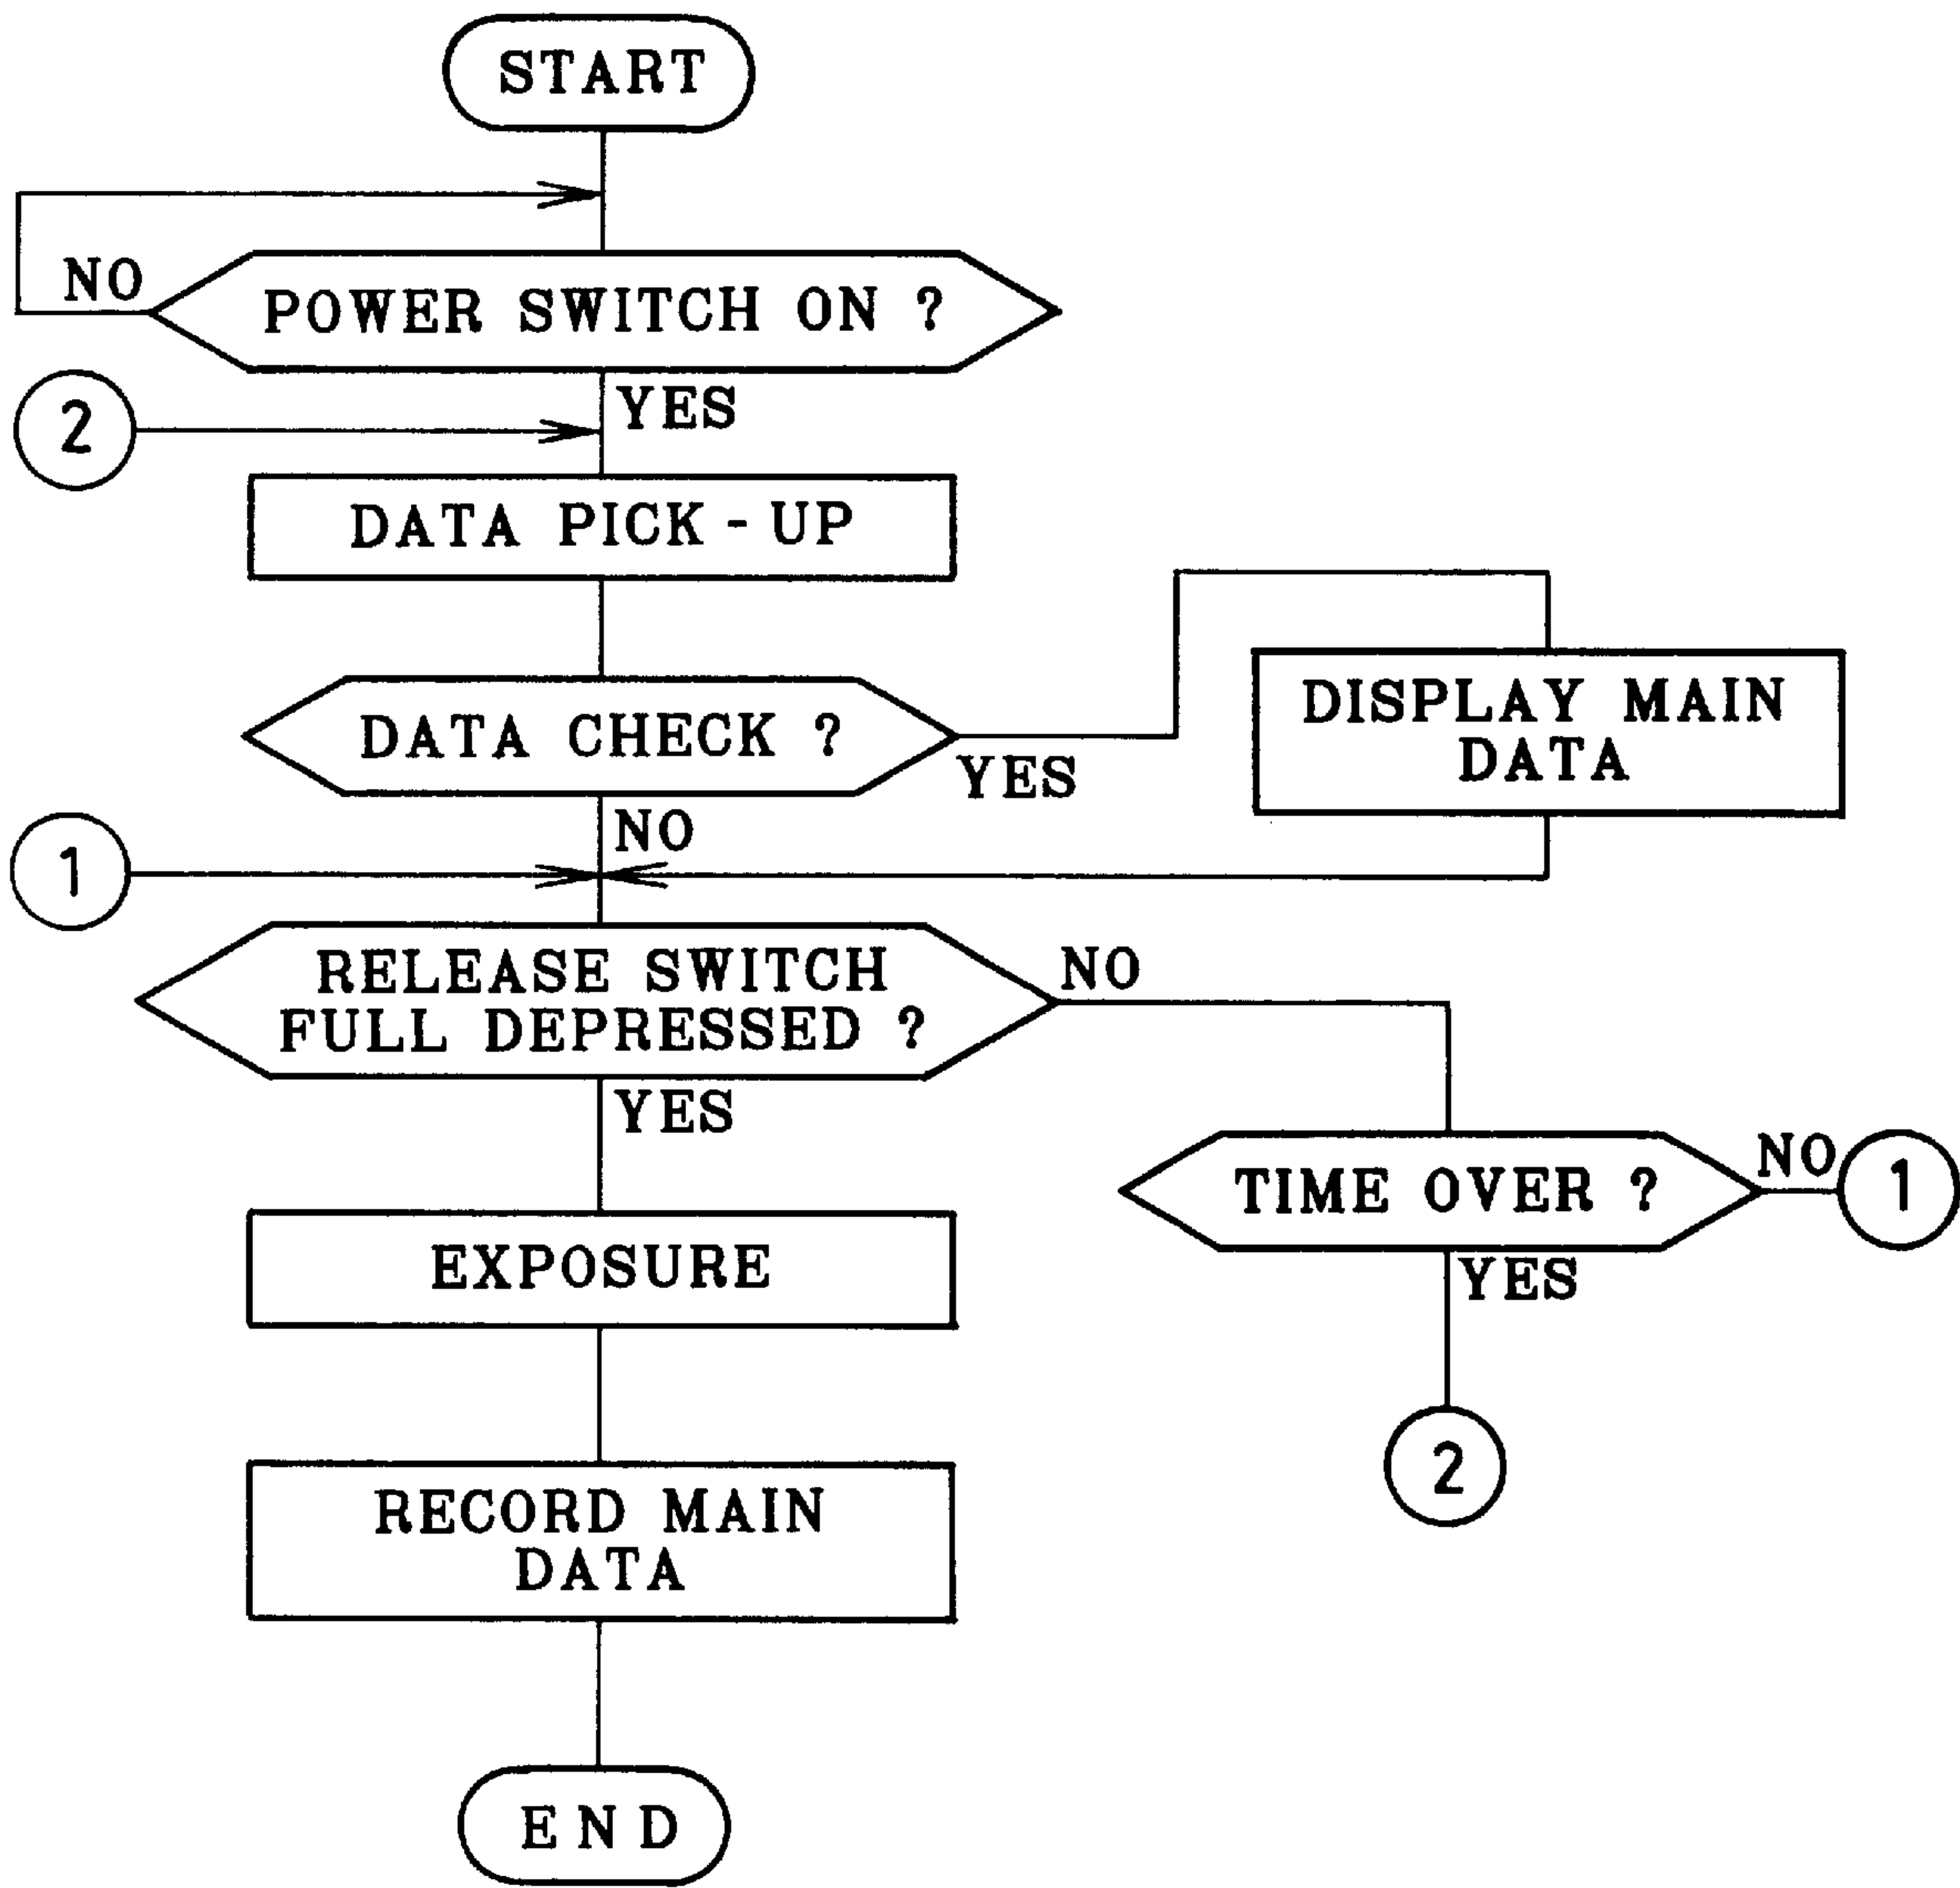 START
NO
POWER SWITCH ON ?
YES
2
DATA PICK - UP
DATA CHECK ?
YES
DISPLAY MAIN
DATA
NO
1
RELEASE SWITCH
FULL DEPRESSED ?
NO
YES
TIME OVER ?
NO
1
YES
2
EXPOSURE
RECORD MAIN
DATA
END